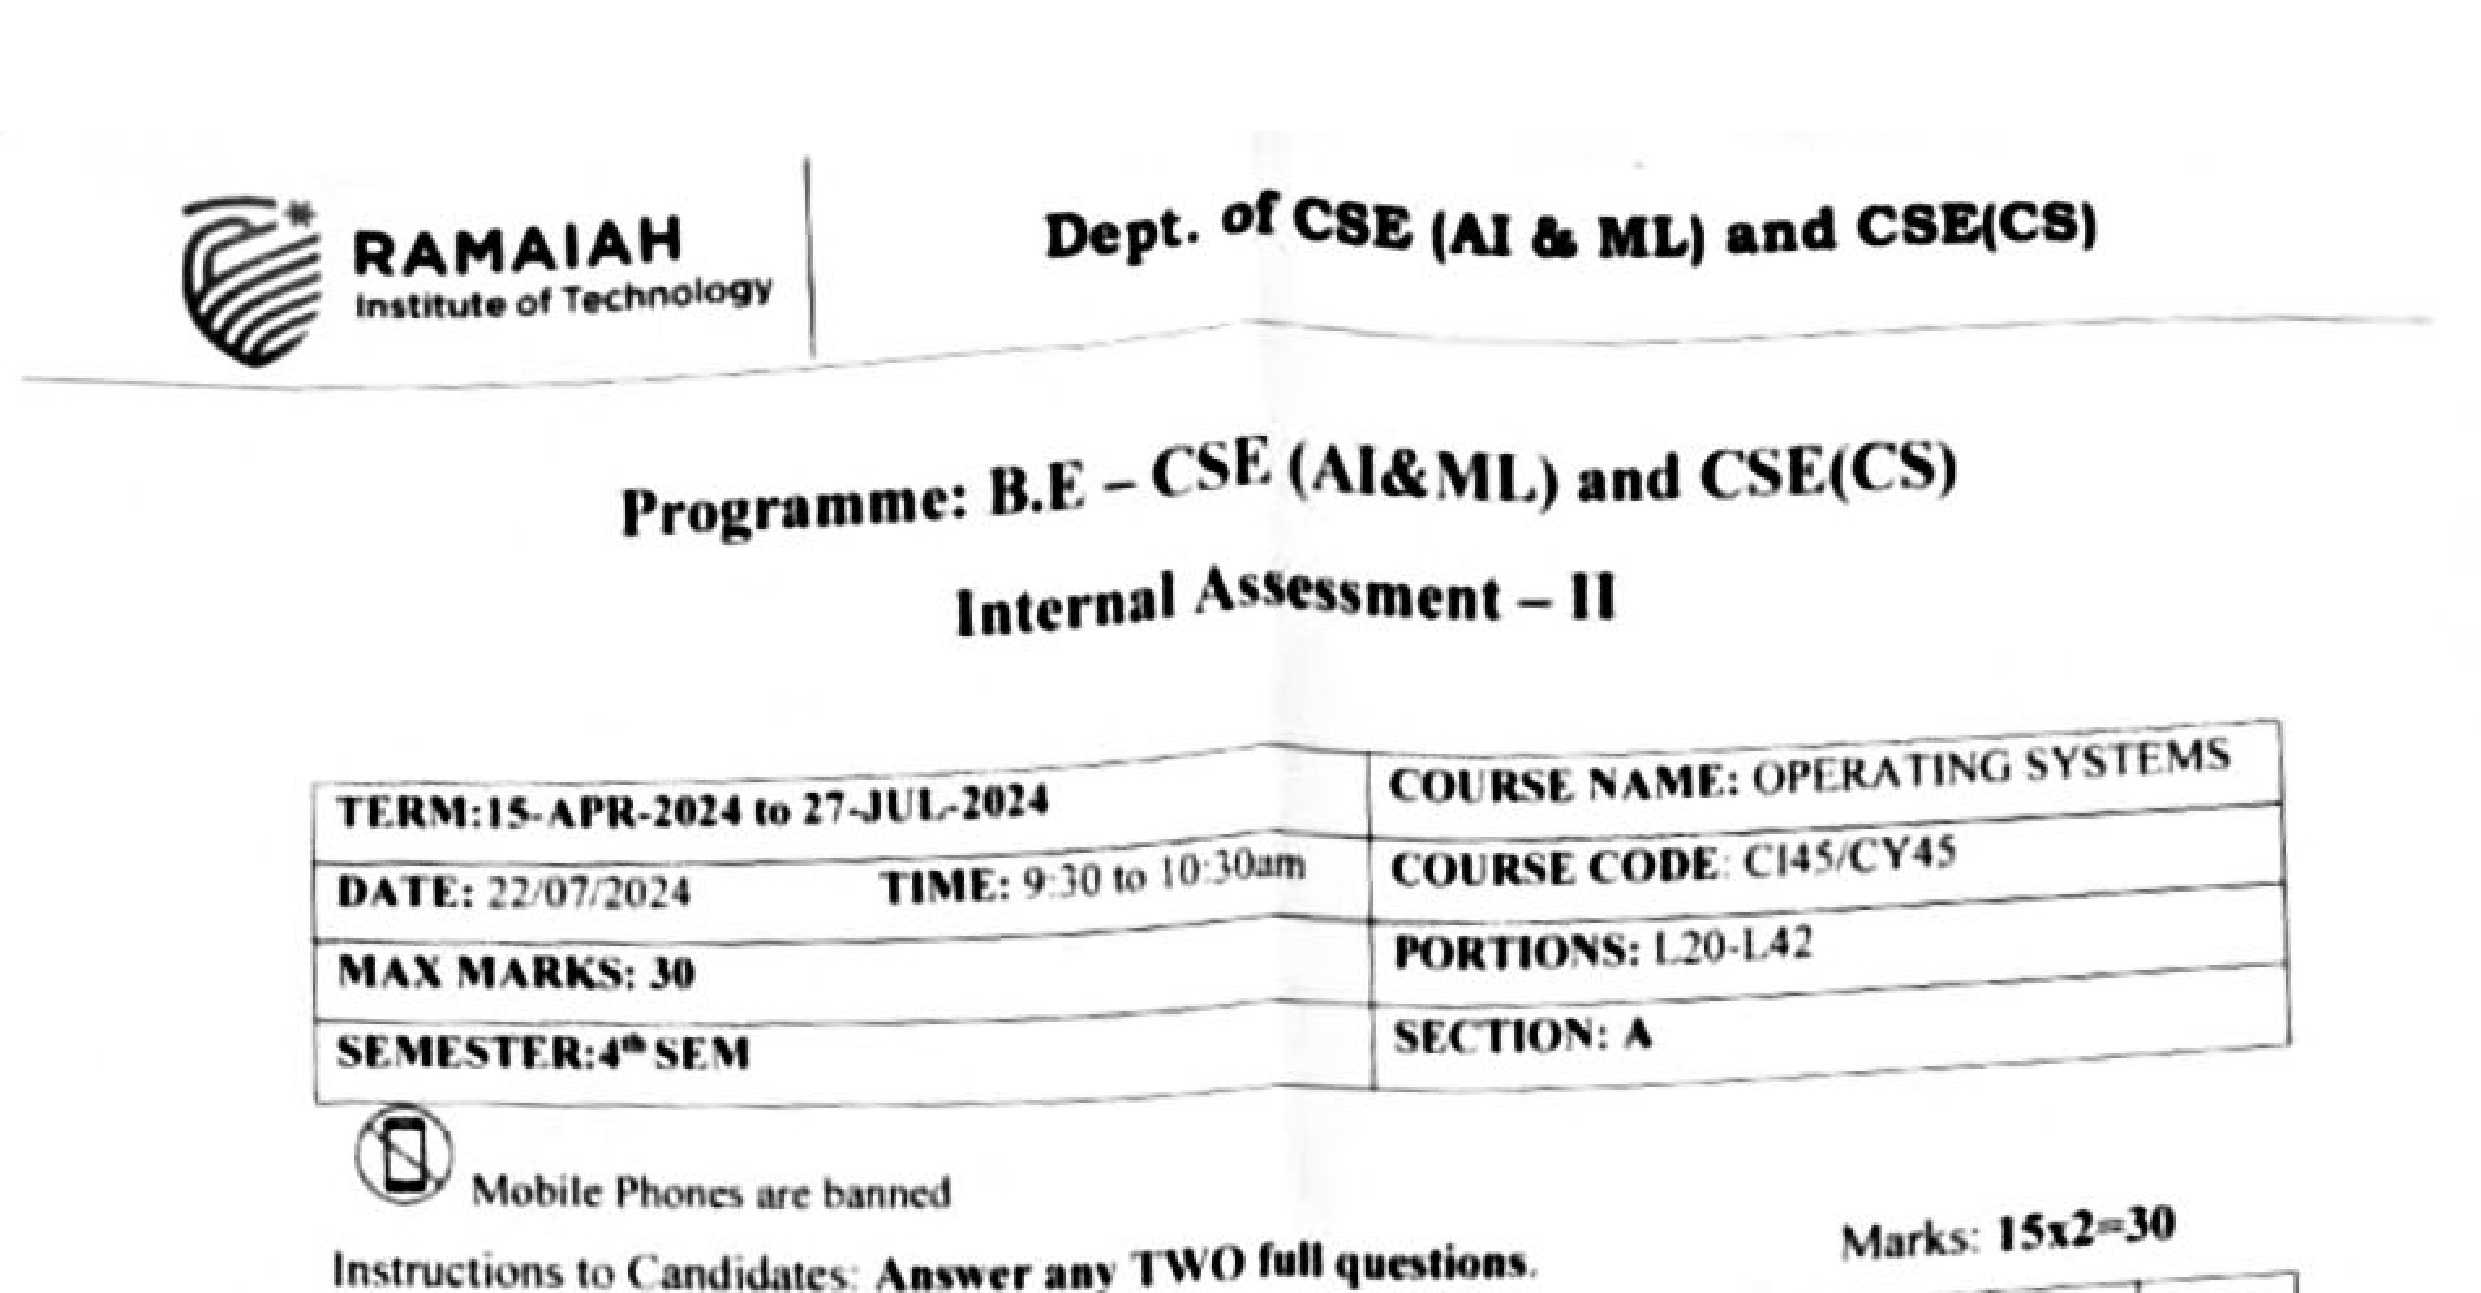 RAMAIAH
Institute of Technology
Dept. of CSE (AI & ML) and CSE(CS)
Programme: B.E – CSE (AI&ML) and CSE(CS)
Internal Assessment – II
TERM:15-APR-2024 to 27-JUL-2024
COURSE NAME: OPERATING SYSTEMS
DATE: 22/07/2024 TIME: 9:30 to 10:30am
COURSE CODE: CI45/CY45
MAX MARKS: 30
PORTIONS: L20-L42
SEMESTER:4th SEM
SECTION: A
Mobile Phones are banned
Marks: 15x2=30
Instructions to Candidates: Answer any TWO full questions.